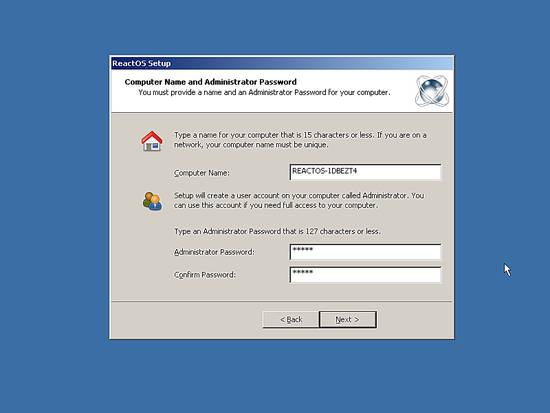 ReactOS Setup
Computer Name and Administrator Password
You must provide a name and an Administrator Password for your computer.
Type a name for your computer that is 15 characters or less. If you are on a
network, your computer name must be unique.
Computer Name: REACTOS-1DBEZT4
Setup will create a user account on your computer called Administrator. You
can use this account if you need full access to your computer.
Type an Administrator Password that is 127 characters or less.
Administrator Password: *****
Confirm Password: *****
< Back Next >